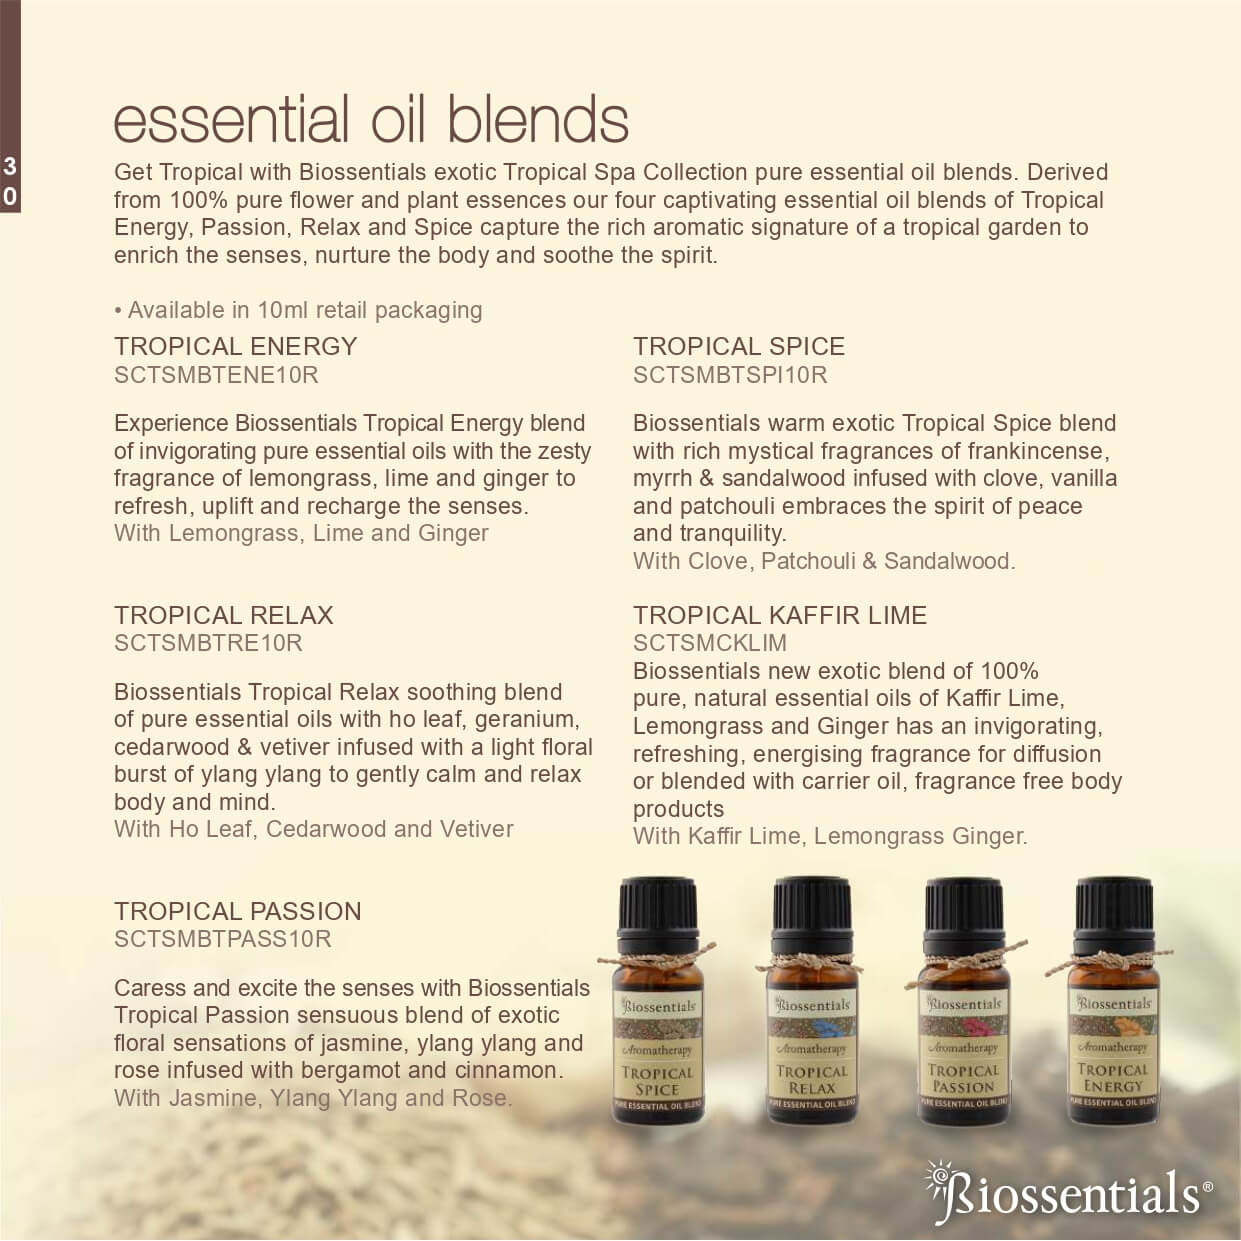 3
0
essential oil blends
Get Tropical with Biossentials exotic Tropical Spa Collection pure essential oil blends. Derived
from 100% pure flower and plant essences our four captivating essential oil blends of Tropical
Energy, Passion, Relax and Spice capture the rich aromatic signature of a tropical garden to
enrich the senses, nurture the body and soothe the spirit.
• Available in 10ml retail packaging
TROPICAL ENERGY
SCTSMBTENE10R
Experience Biossentials Tropical Energy blend
of invigorating pure essential oils with the zesty
fragrance of lemongrass, lime and ginger to
refresh, uplift and recharge the senses.
With Lemongrass, Lime and Ginger
TROPICAL RELAX
SCTSMBTRE10R
Biossentials Tropical Relax soothing blend
of pure essential oils with ho leaf, geranium,
cedarwood & vetiver infused with a light floral
burst of ylang ylang to gently calm and relax
body and mind.
With Ho Leaf, Cedarwood and Vetiver
TROPICAL PASSION
SCTSMBTPASS10R
Caress and excite the senses with Biossentials
Tropical Passion sensuous blend of exotic
floral sensations of jasmine, ylang ylang and
rose infused with bergamot and cinnamon.
With Jasmine, Ylang Ylang and Rose.
TROPICAL SPICE
SCTSMBTSPI10R
Biossentials warm exotic Tropical Spice blend
with rich mystical fragrances of frankincense,
myrrh & sandalwood infused with clove, vanilla
and patchouli embraces the spirit of peace
and tranquility.
With Clove, Patchouli & Sandalwood.
TROPICAL KAFFIR LIME
SCTSMCKLIM
Biossentials new exotic blend of 100%
pure, natural essential oils of Kaffir Lime,
Lemongrass and Ginger has an invigorating,
refreshing, energising fragrance for diffusion
or blended with carrier oil, fragrance free body
products
With Kaffir Lime, Lemongrass Ginger.
Biossentials
Aromatherapy
TROPICAL
SPICE
PURE ESSENTIAL OIL BLEND
Biossentials
Aromatherapy
TROPICAL
RELAX
PURE ESSENTIAL OIL BLEND
Biossentials
Aromatherapy
TROPICAL
PASSION
PURE ESSENTIAL OIL BLEND
Biossentials
Aromatherapy
TROPICAL
ENERGY
PURE ESSENTIAL OIL BLEND
Biossentials®